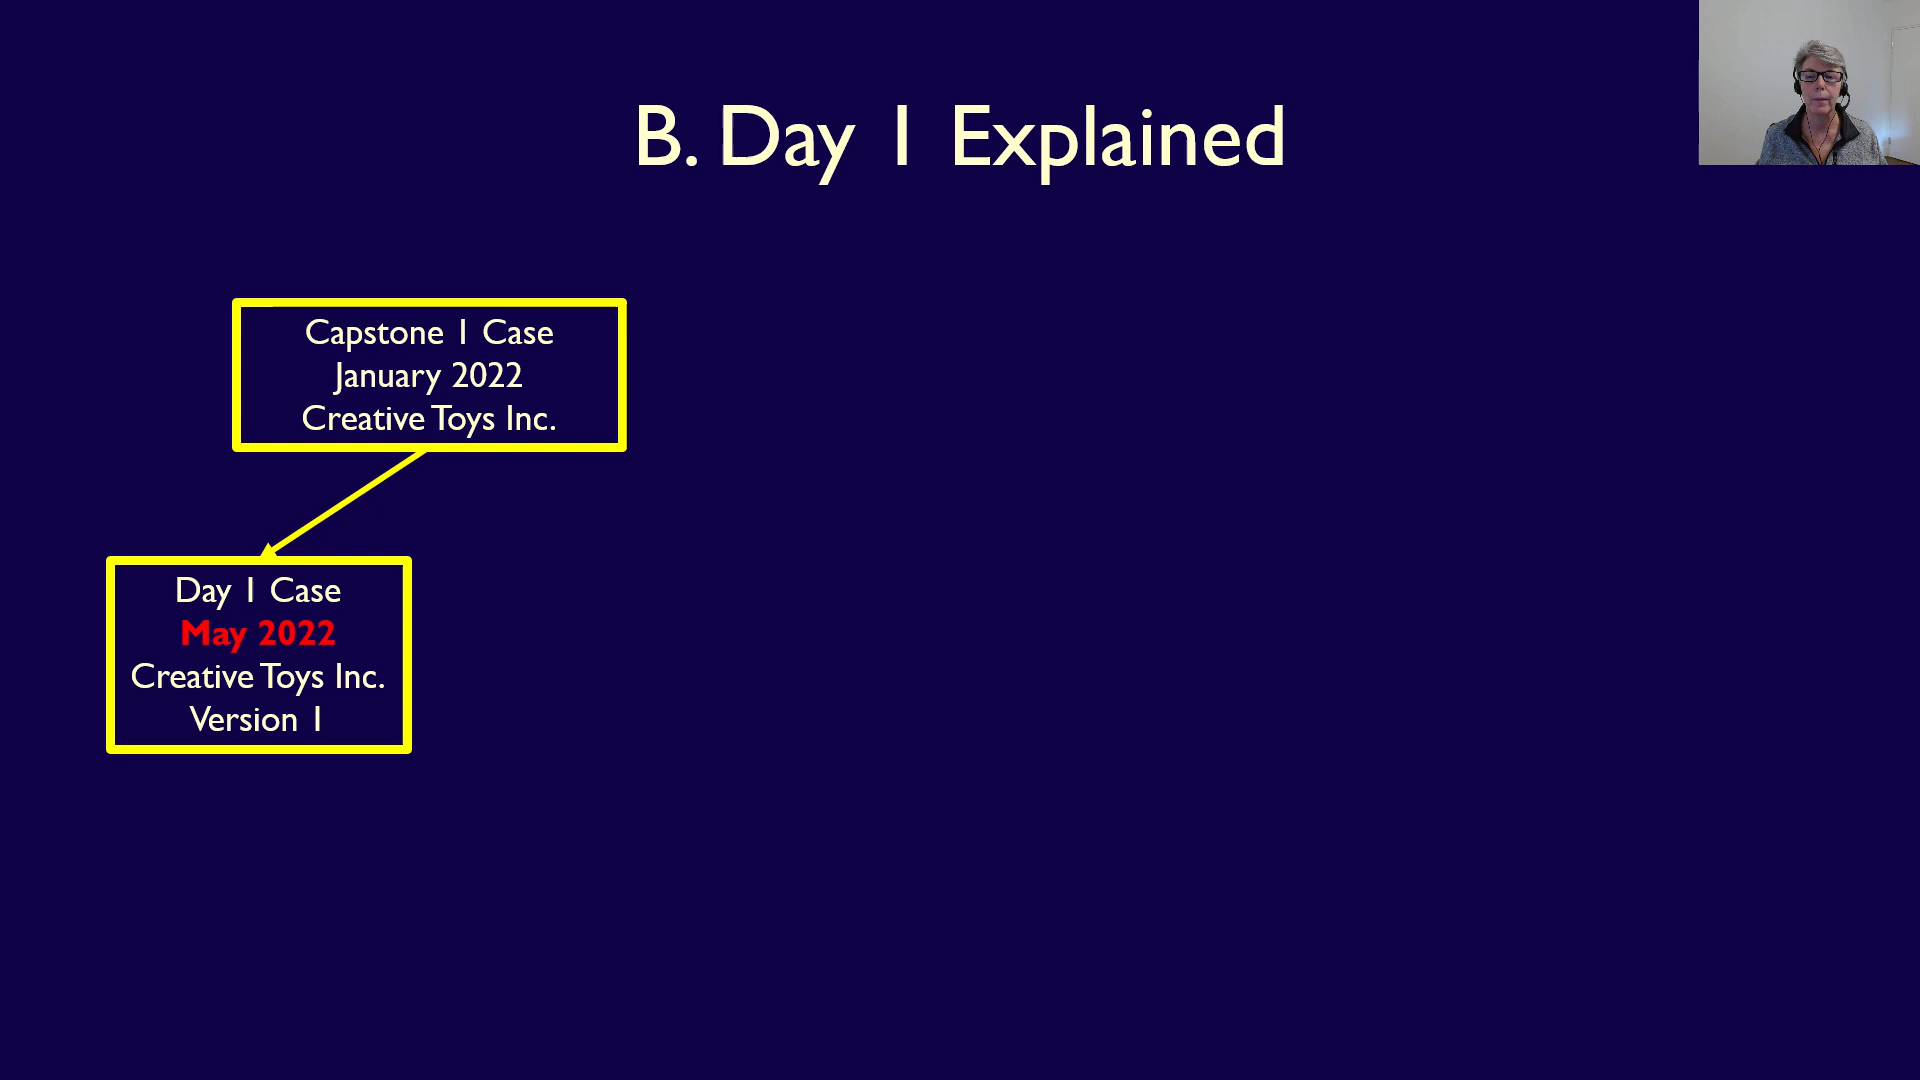 B. Day 1 Explained
Capstone 1 Case
January 2022
Creative Toys Inc.
Day 1 Case
May 2022
Creative Toys Inc.
Version 1